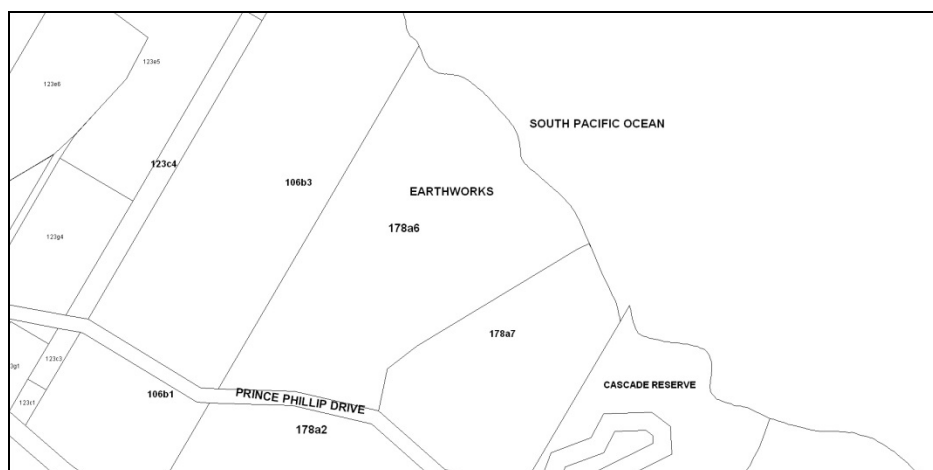 123e5
123e6
SOUTH PACIFIC OCEAN
123c4
106b3
EARTHWORKS
178a6
123g4
178a7
123c3
3g1
CASCADE RESERVE
106b1
PRINCE PHILLIP DRIVE
123c1
178a2